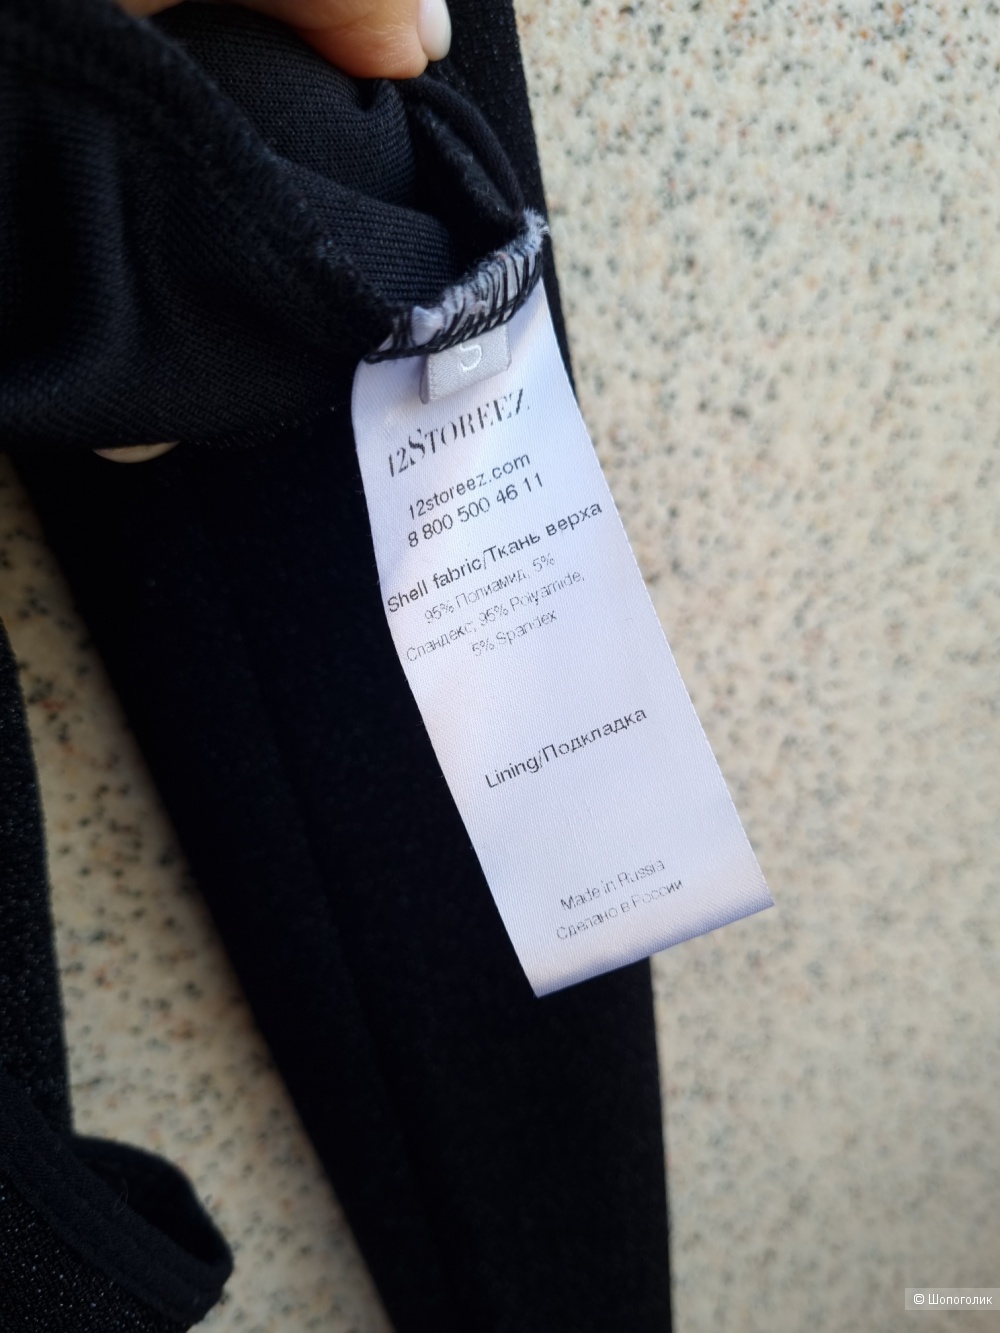 S
12STOREEZ
12storeez.com
8 800 500 46 11
Shell fabric/Ткань верха
95% Полиамид, 5%
Спандекс; 95% Polyamide,
5% Spandex
Lining/Подкладка
Made in Russia
Сделано в России
© Шопоголик